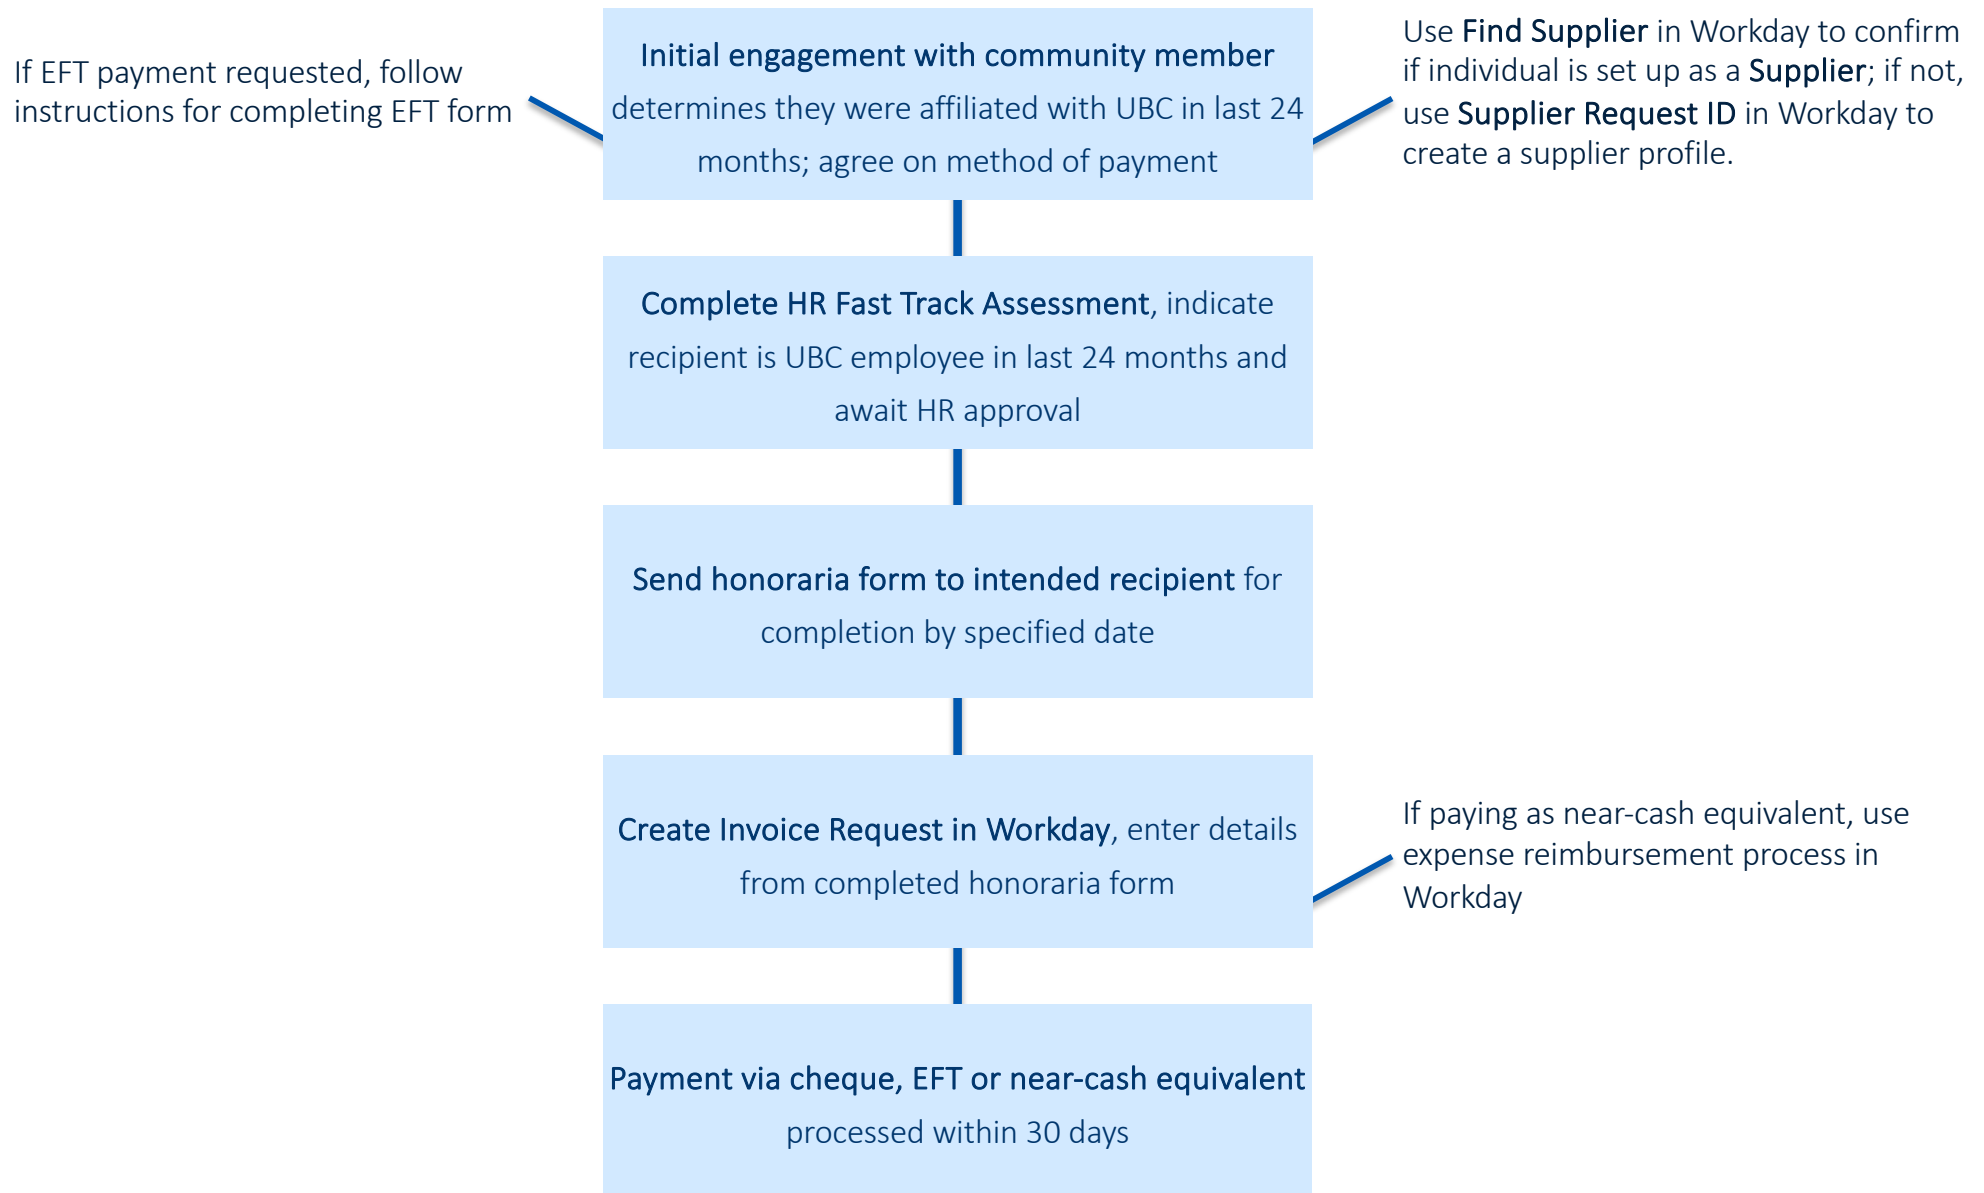 If EFT payment requested, follow
instructions for completing EFT form
Initial engagement with community member
determines they were affiliated with UBC in last 24
months; agree on method of payment
Use Find Supplier in Workday to confirm
if individual is set up as a Supplier; if not,
use Supplier Request ID in Workday to
create a supplier profile.
Complete HR Fast Track Assessment, indicate
recipient is UBC employee in last 24 months and
await HR approval
Send honoraria form to intended recipient for
completion by specified date
Create Invoice Request in Workday, enter details
from completed honoraria form
If paying as near-cash equivalent, use
expense reimbursement process in
Workday
Payment via cheque, EFT or near-cash equivalent
processed within 30 days